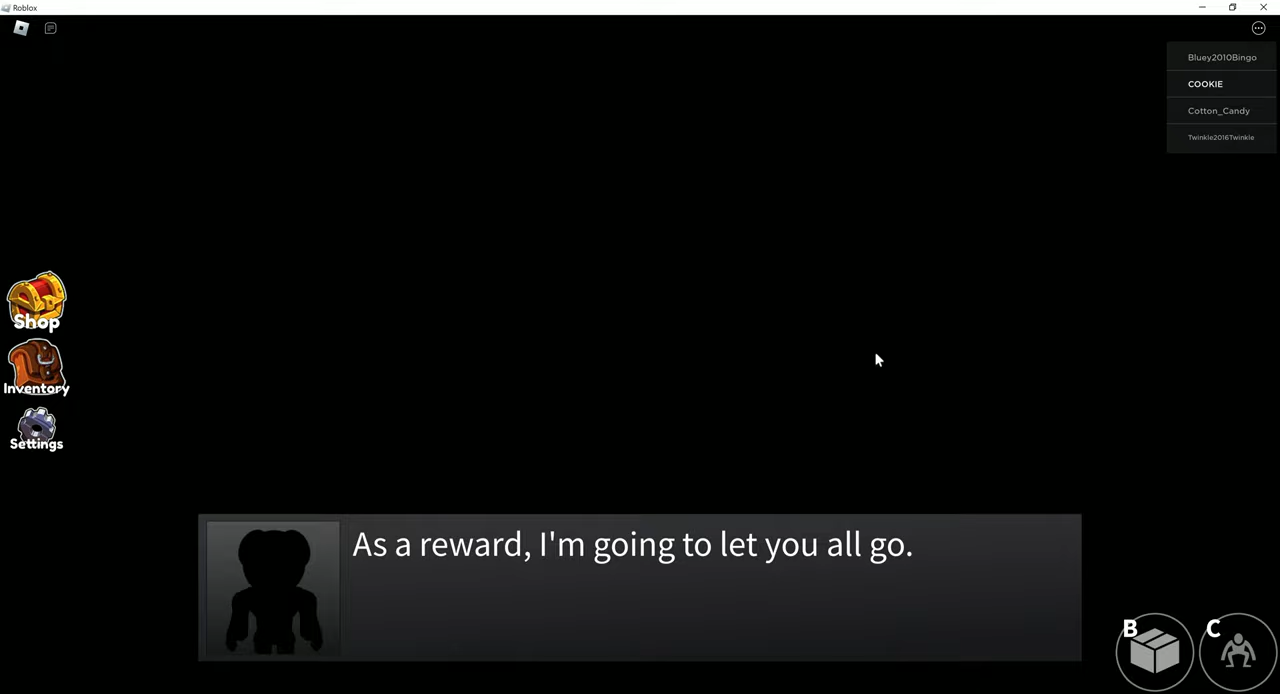 Roblox
Bluey2010Bingo
COOKIE
Cotton_Candy
Twinkle2016Twinkle
Shop
Inventory
Settings
As a reward, I'm going to let you all go.
B
C